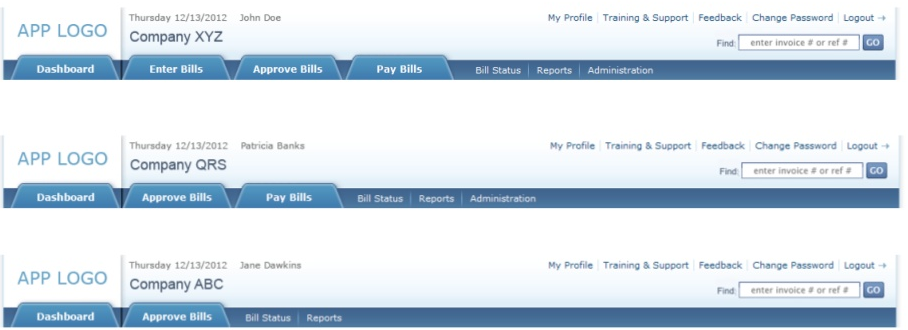 APP LOGO
Thursday 12/13/2012 John Doe
My Profile Training & Support Feedback Change Password Logout →
Company XYZ
Find: enter invoice # or ref # GO
Dashboard Enter Bills Approve Bills Pay Bills Bill Status Reports Administration
APP LOGO
Thursday 12/13/2012 Patricia Banks
My Profile Training & Support Feedback Change Password Logout →
Company QRS
Find: enter invoice # or ref # GO
Dashboard Approve Bills Pay Bills Bill Status Reports Administration
APP LOGO
Thursday 12/13/2012 Jane Dawkins
My Profile Training & Support Feedback Change Password Logout →
Company ABC
Find: enter invoice # or ref # GO
Dashboard Approve Bills Bill Status Reports